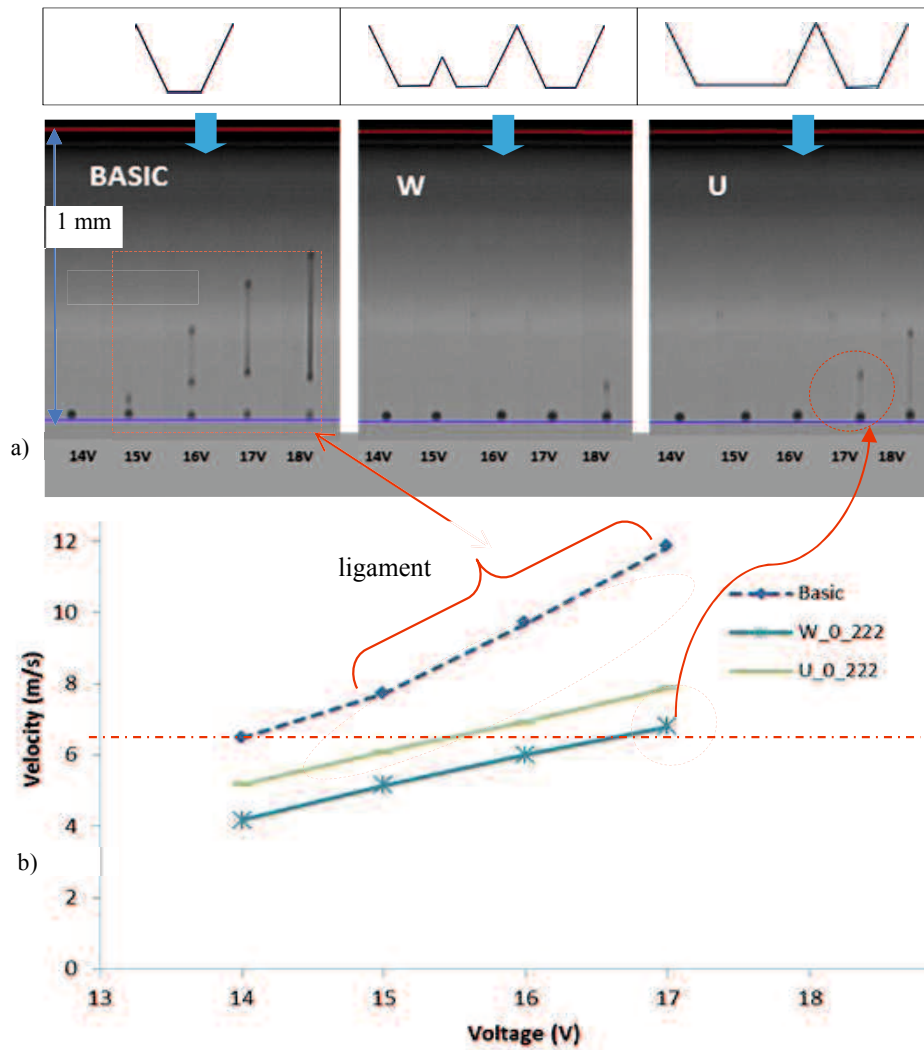 BASIC
W
U
1 mm
a)
14V 15V 16V 17V 18V
14V 15V 16V 17V 18V
14V 15V 16V 17V 18V
12
10
8
6
4
2
0
Velocity (m/s)
ligament
Basic
W_0_222
U_0_222
b)
13 14 15 16 17 18
Voltage (V)